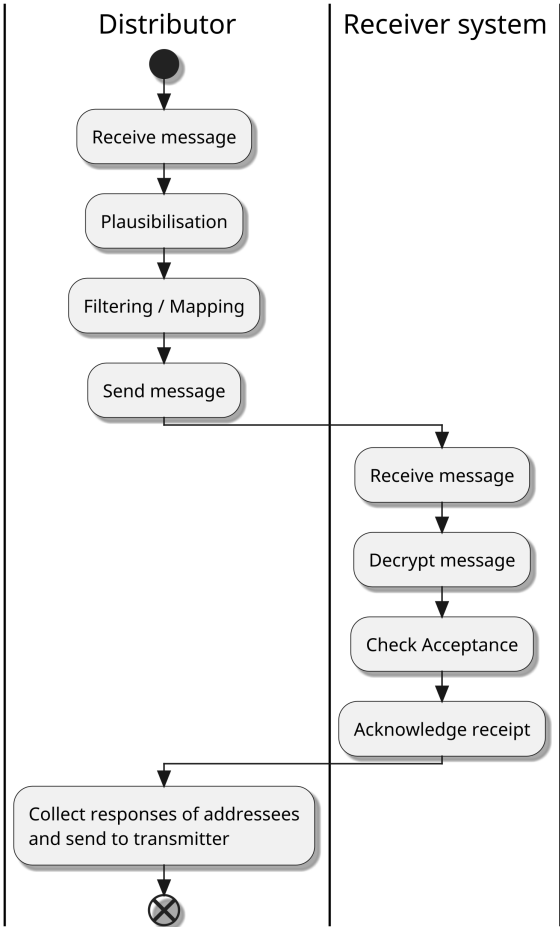 Distributor
Receiver system
Receive message
Plausibilisation
Filtering / Mapping
Send message
Receive message
Decrypt message
Check Acceptance
Acknowledge receipt
Collect responses of addressees
and send to transmitter